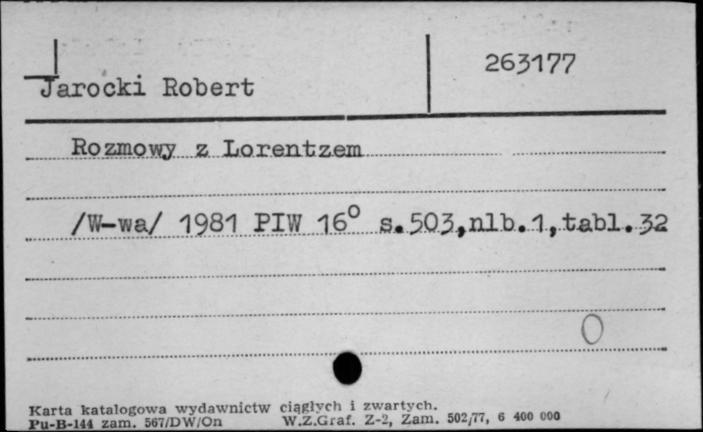 263177
Jarocki Robert
Rozmowy z Lorentzem
/W-wa/ 1981 PIW 16° s.503,nlb.1,tabl.32
O
Karta katalogowa wydawnictw ciągłych i zwartych.
Pu-B-144 zam. 567/DW/On W.Z.Graf. Z-2, Zam. 502/77, 6 400 000